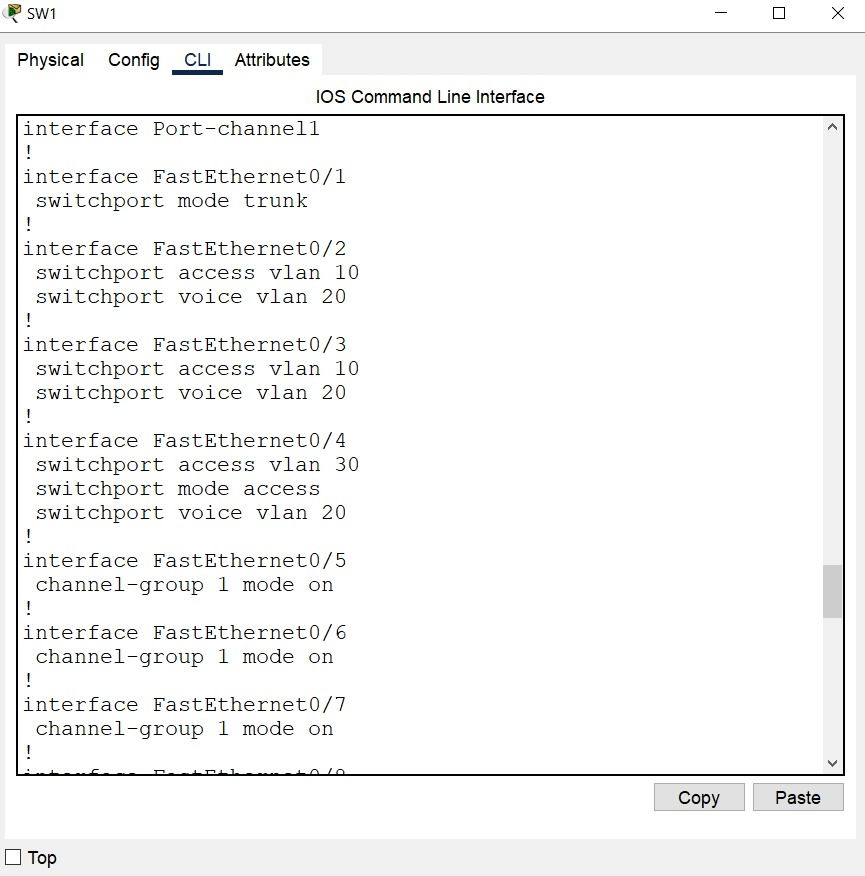 SW1
Physical Config CLI Attributes
IOS Command Line Interface
interface Port-channel1
!
interface FastEthernet0/1
 switchport mode trunk
!
interface FastEthernet0/2
 switchport access vlan 10
 switchport voice vlan 20
!
interface FastEthernet0/3
 switchport access vlan 10
 switchport voice vlan 20
!
interface FastEthernet0/4
 switchport access vlan 30
 switchport mode access
 switchport voice vlan 20
!
interface FastEthernet0/5
 channel-group 1 mode on
!
interface FastEthernet0/6
 channel-group 1 mode on
!
interface FastEthernet0/7
 channel-group 1 mode on
!
Copy Paste
Top